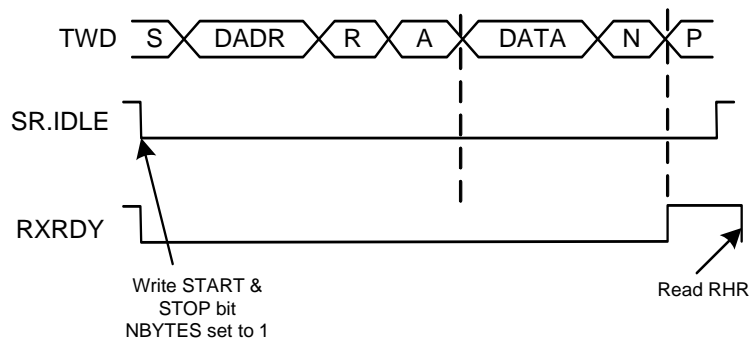 TWD S DADR R A DATA N P
SR.IDLE
RXRDY
Write START &
STOP bit
NBYTES set to 1
Read RHR